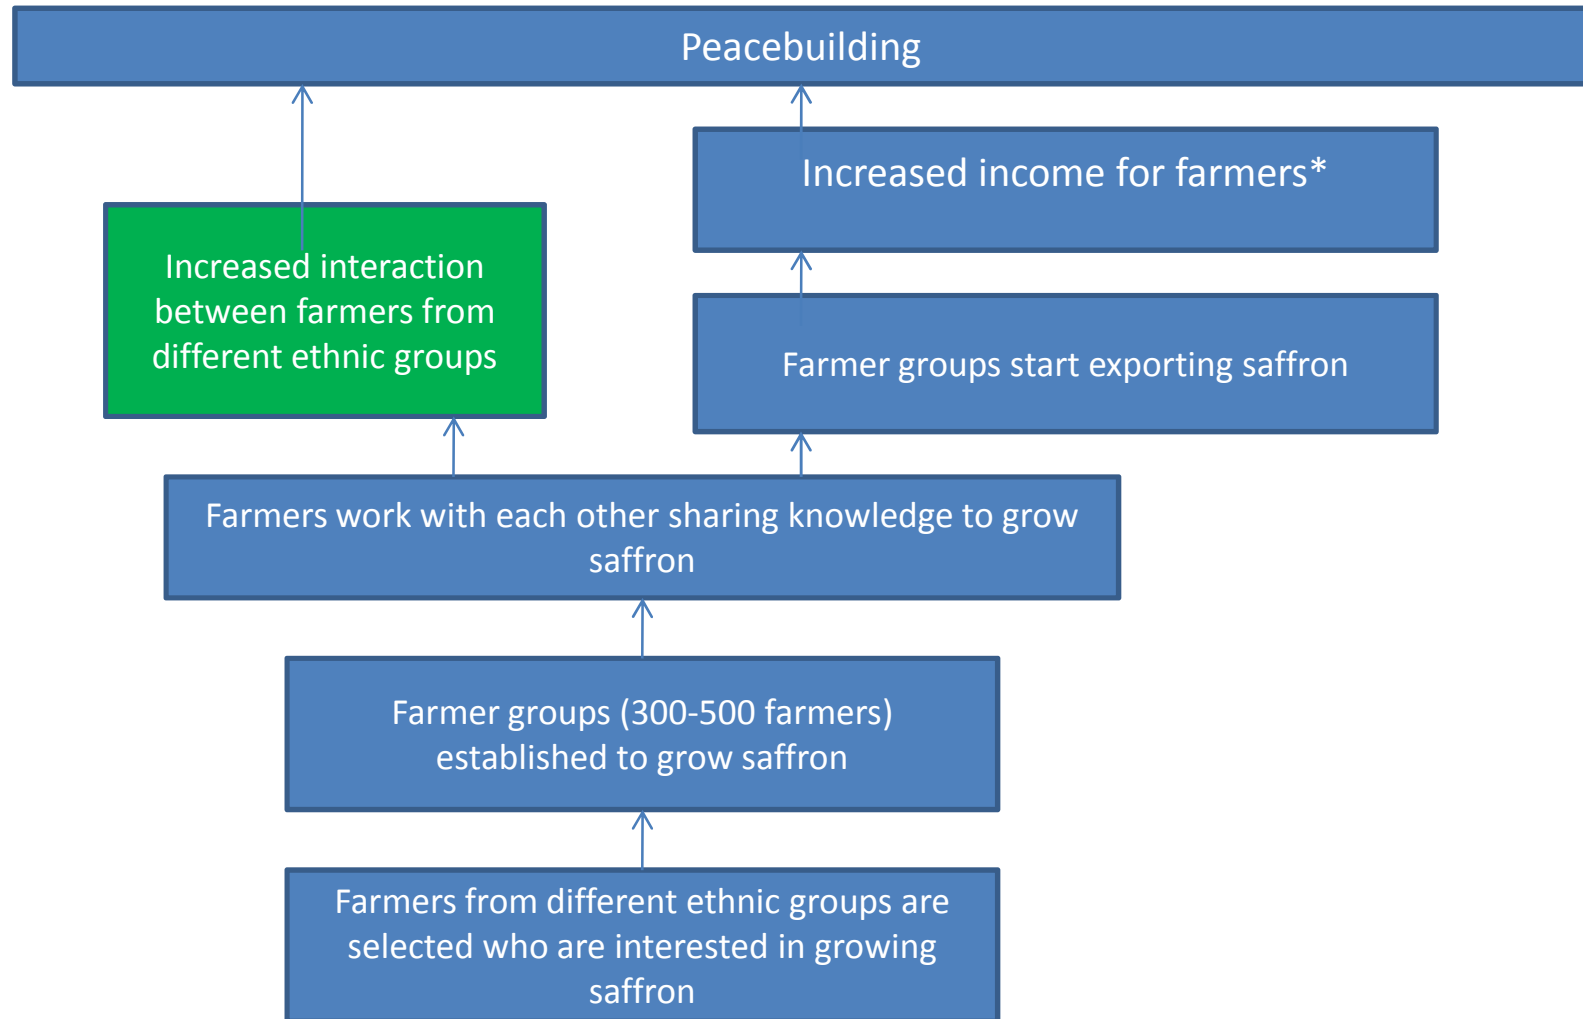 Peacebuilding
Increased income for farmers*
Increased interaction
between farmers from
different ethnic groups
Farmer groups start exporting saffron
Farmers work with each other sharing knowledge to grow
saffron
Farmer groups (300-500 farmers)
established to grow saffron
Farmers from different ethnic groups are
selected who are interested in growing
saffron